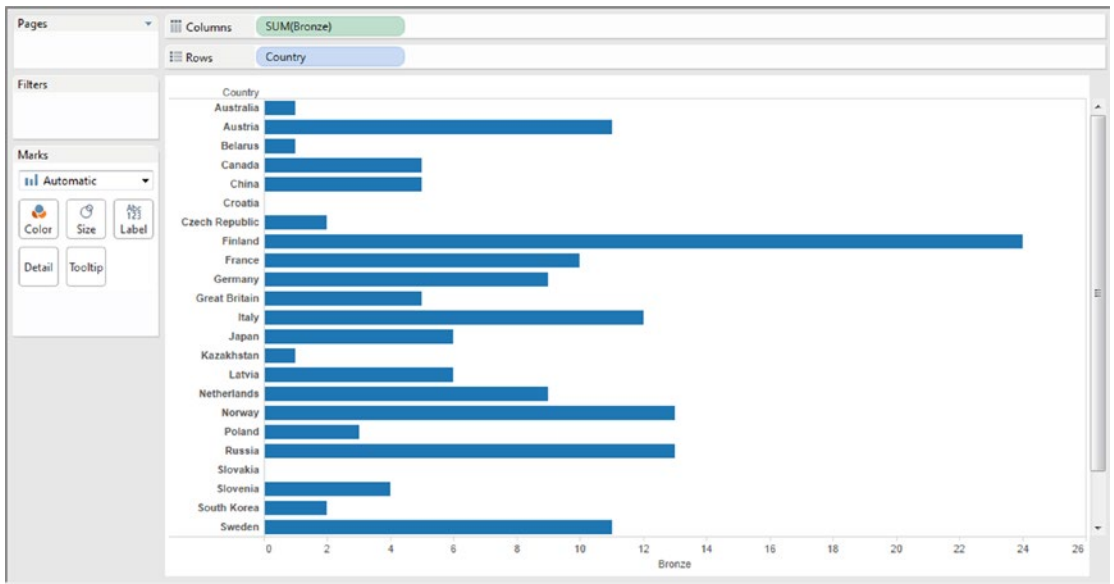 Pages
Columns SUM(Bronze)
Rows Country
Filters
Marks
Automatic
Color Size Abc 123 Label
Detail Tooltip
Country
Australia
Austria
Belarus
Canada
China
Croatia
Czech Republic
Finland
France
Germany
Great Britain
Italy
Japan
Kazakhstan
Latvia
Netherlands
Norway
Poland
Russia
Slovakia
Slovenia
South Korea
Sweden
0 2 4 6 8 10 12 14 16 18 20 22 24 26
Bronze